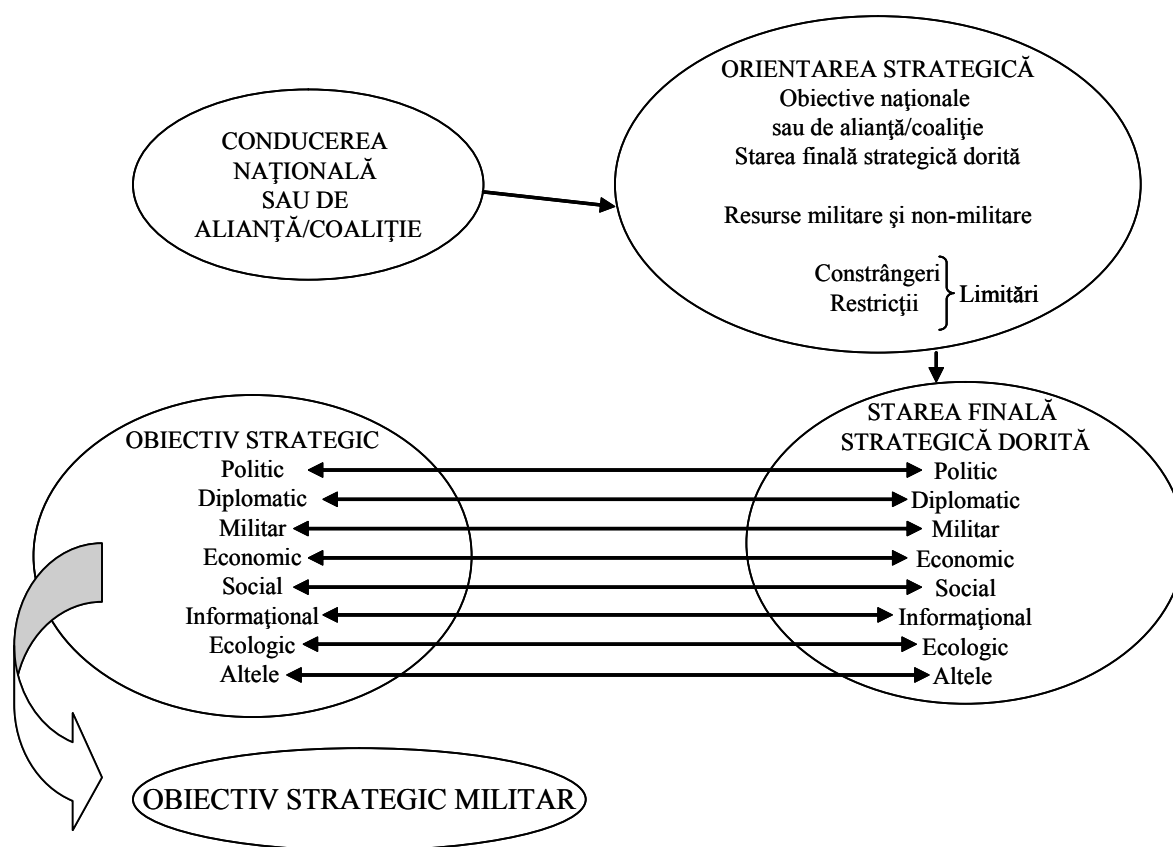 CONDUCEREA
NAŢIONALĂ
SAU DE
ALIANŢĂ/COALIŢIE
ORIENTAREA STRATEGICĂ
Obiective naţionale
sau de alianţă/coaliţie
Starea finală strategică dorită
Resurse militare şi non-militare
Constrângeri
Restricţii
Limitări
OBIECTIV STRATEGIC
Politic
Diplomatic
Militar
Economic
Social
Informaţional
Ecologic
Altele
STAREA FINALĂ
STRATEGICĂ DORITĂ
Politic
Diplomatic
Militar
Economic
Social
Informaţional
Ecologic
Altele
OBIECTIV STRATEGIC MILITAR